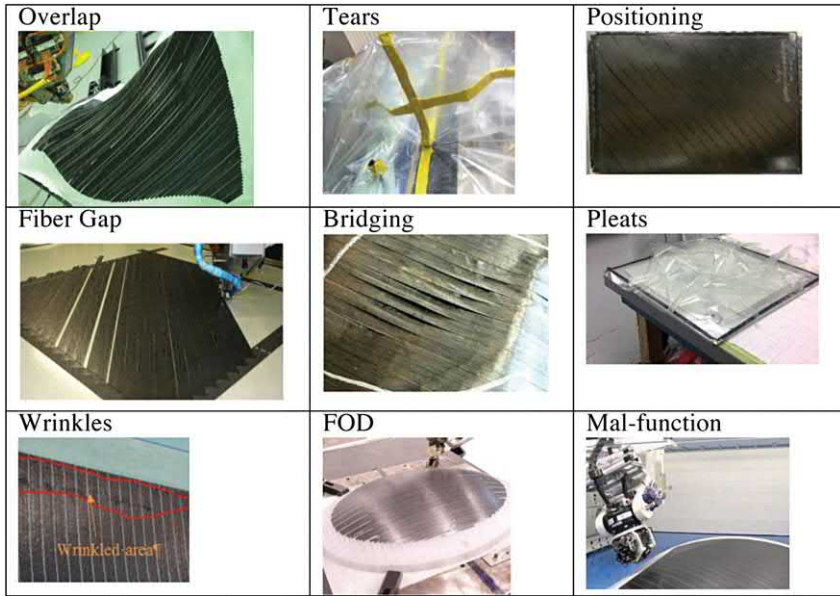 Overlap
Tears
Positioning
Fiber Gap
Bridging
Pleats
Wrinkles
FOD
Mal-function
Wrinkled area